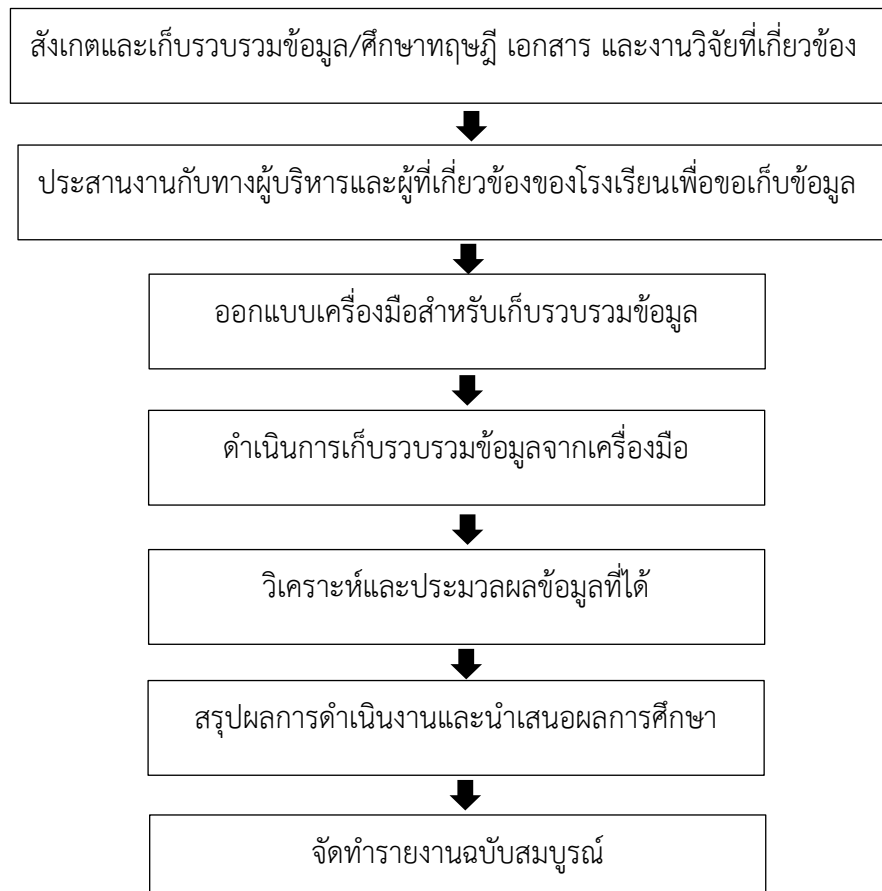 สังเกตและเก็บรวบรวมข้อมูล/ศึกษาทฤษฎี เอกสาร และงานวิจัยที่เกี่ยวข้อง
ประสานงานกับทางผู้บริหารและผู้ที่เกี่ยวข้องของโรงเรียนเพื่อขอเก็บข้อมูล
ออกแบบเครื่องมือสำหรับเก็บรวบรวมข้อมูล
ดำเนินการเก็บรวบรวมข้อมูลจากเครื่องมือ
วิเคราะห์และประมวลผลข้อมูลที่ได้
สรุปผลการดำเนินงานและนำเสนอผลการศึกษา
จัดทำรายงานฉบับสมบูรณ์